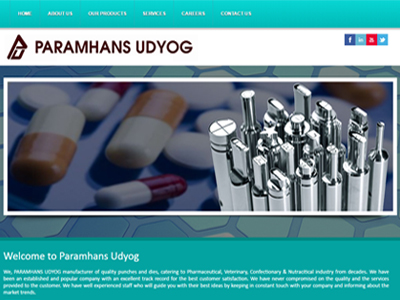 HOME ABOUT US OUR PRODUCTS SERVICES CAREERS CONTACT US
PARAMHANS UDYOG
Welcome to Paramhans Udyog
We, PARAMHANS UDYOG manufacturer of quality punches and dies, catering to Pharmaceutical, Veterinary, Confectionary & Nutractical industry from decades. We have
been an established and popular company with an excellent track record for the best customer satisfaction. We have never compromised on the quality and the services
provided to the customer. We have well experienced staff who will guide you with their best ideas by keeping in constant touch with your company and informing about the
market trends.